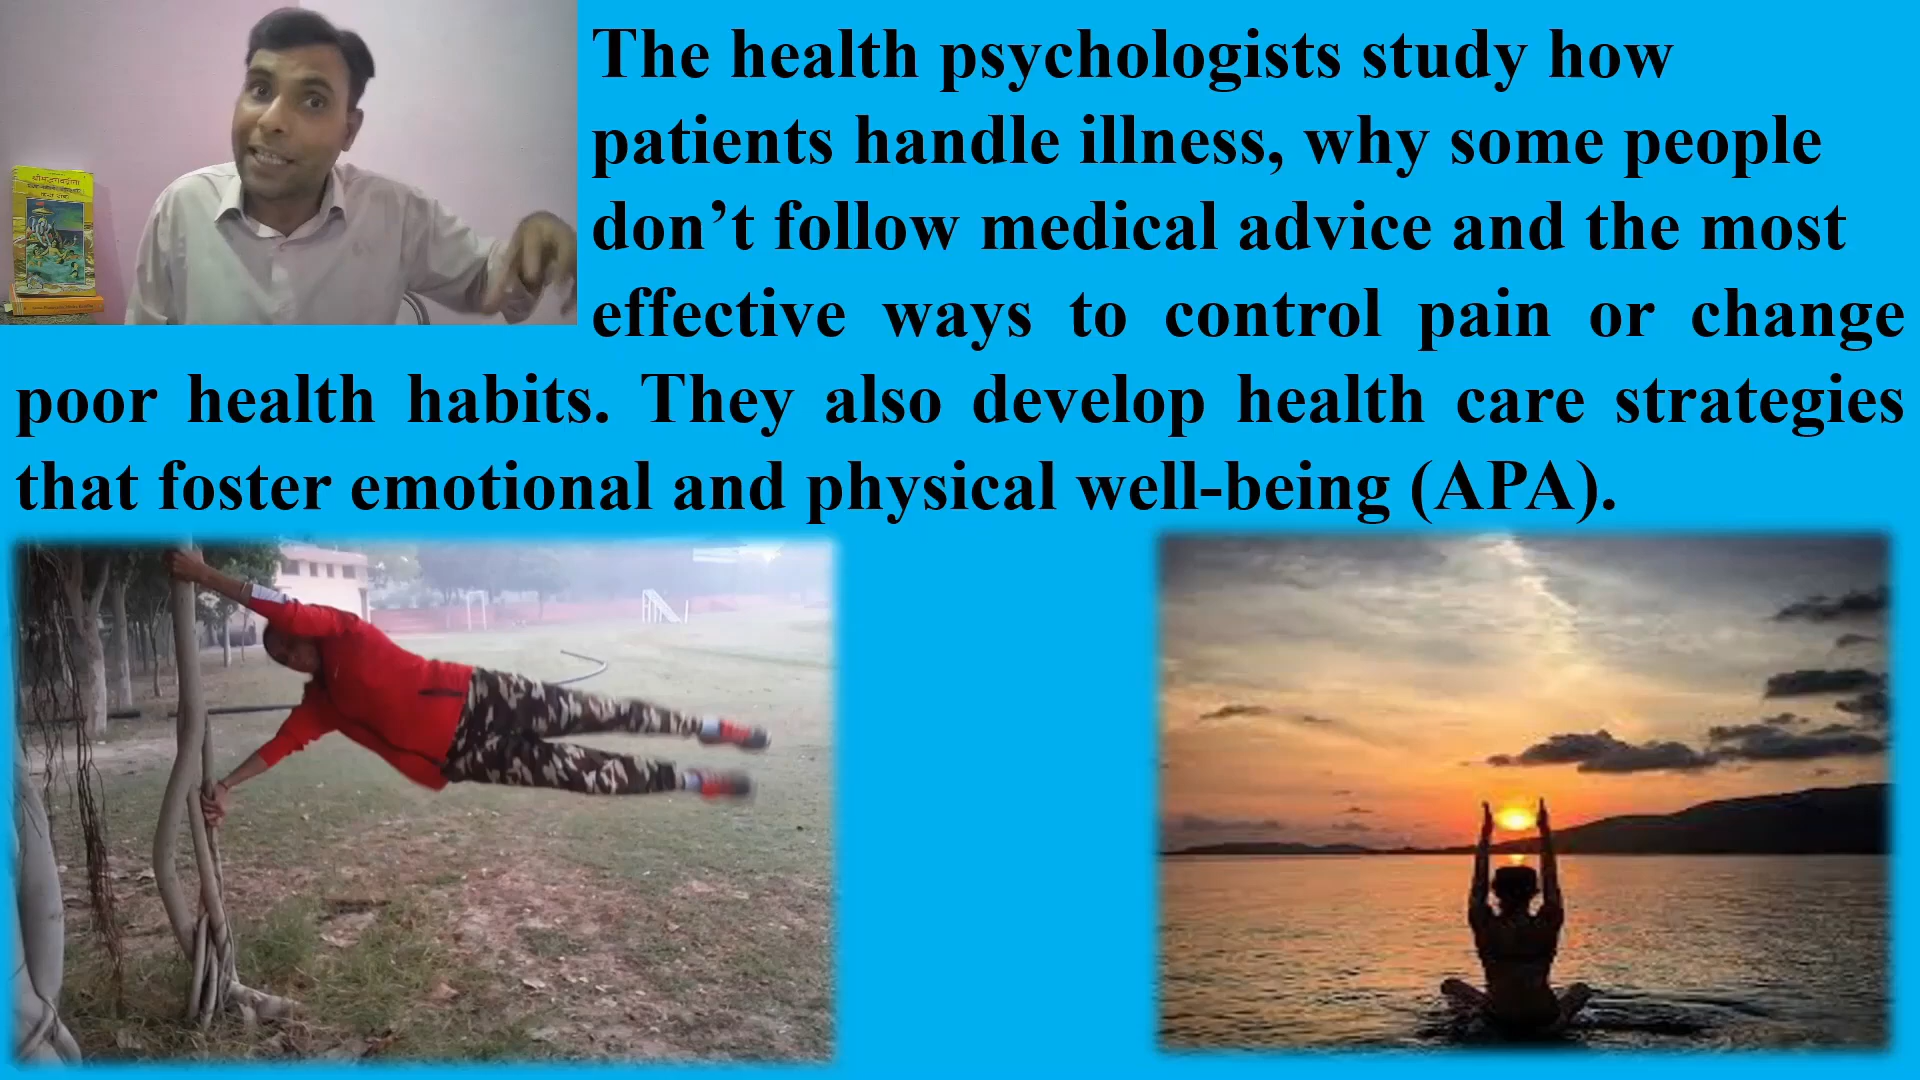 The health psychologists study how
patients handle illness, why some people
don’t follow medical advice and the most
effective ways to control pain or change
poor health habits. They also develop health care strategies
that foster emotional and physical well-being (APA).
श्रीमद्भगवद्गीता